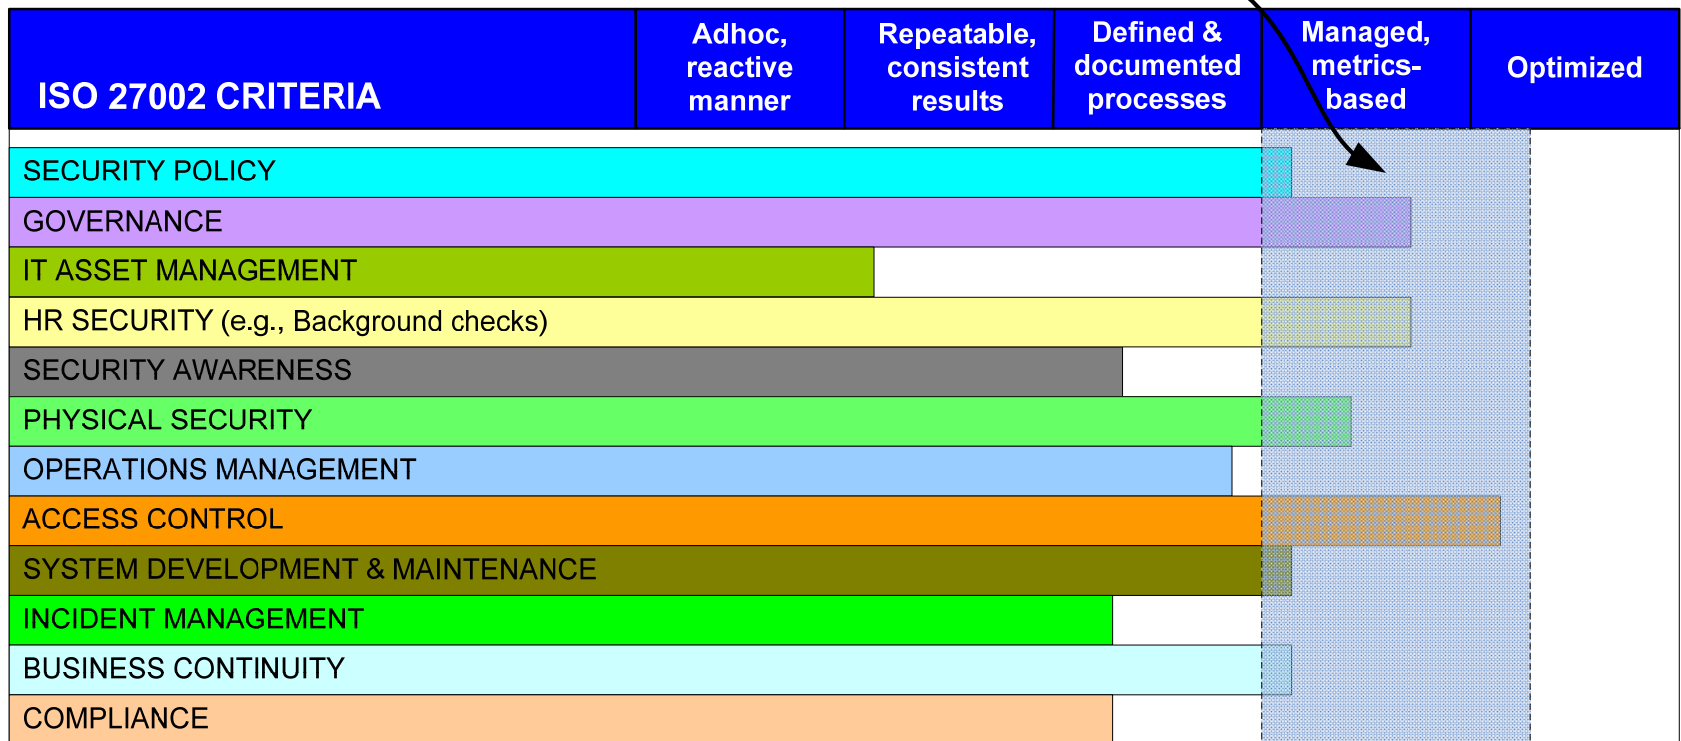 ISO 27002 CRITERIA
Adhoc,
reactive
manner
Repeatable,
consistent
results
Defined &
documented
processes
Managed,
metrics-
based
Optimized
SECURITY POLICY
GOVERNANCE
IT ASSET MANAGEMENT
HR SECURITY (e.g., Background checks)
SECURITY AWARENESS
PHYSICAL SECURITY
OPERATIONS MANAGEMENT
ACCESS CONTROL
SYSTEM DEVELOPMENT & MAINTENANCE
INCIDENT MANAGEMENT
BUSINESS CONTINUITY
COMPLIANCE